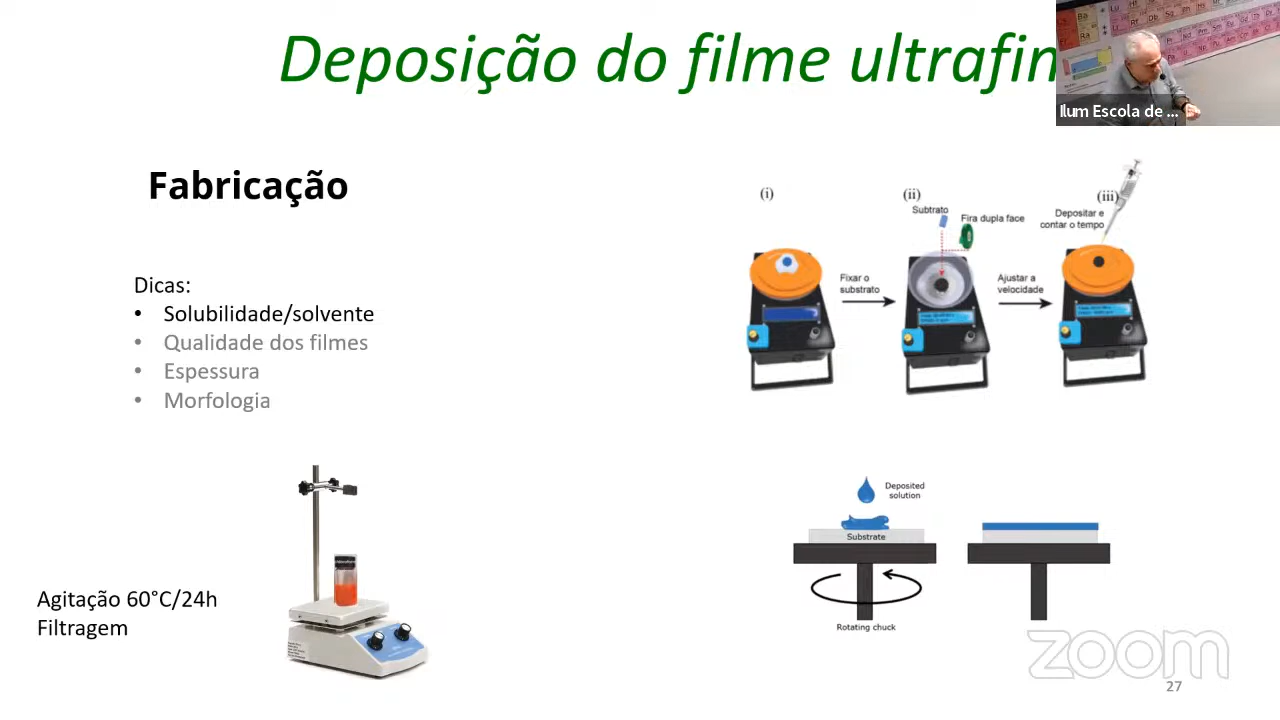 Deposição do filme ultrafin
Ilum Escola de ...
Fabricação
Dicas:
• Solubilidade/solvente
• Qualidade dos filmes
• Espessura
• Morfologia
Agitação 60°C/24h
Filtragem
(i)
(ii)
(iii)
Subtrato
Fira dupla face
Depositar e
contar o tempo
Fixar o
substrato
Ajustar a
velocidade
Deposited
solution
Substrate
Rotating chuck
zoom
27